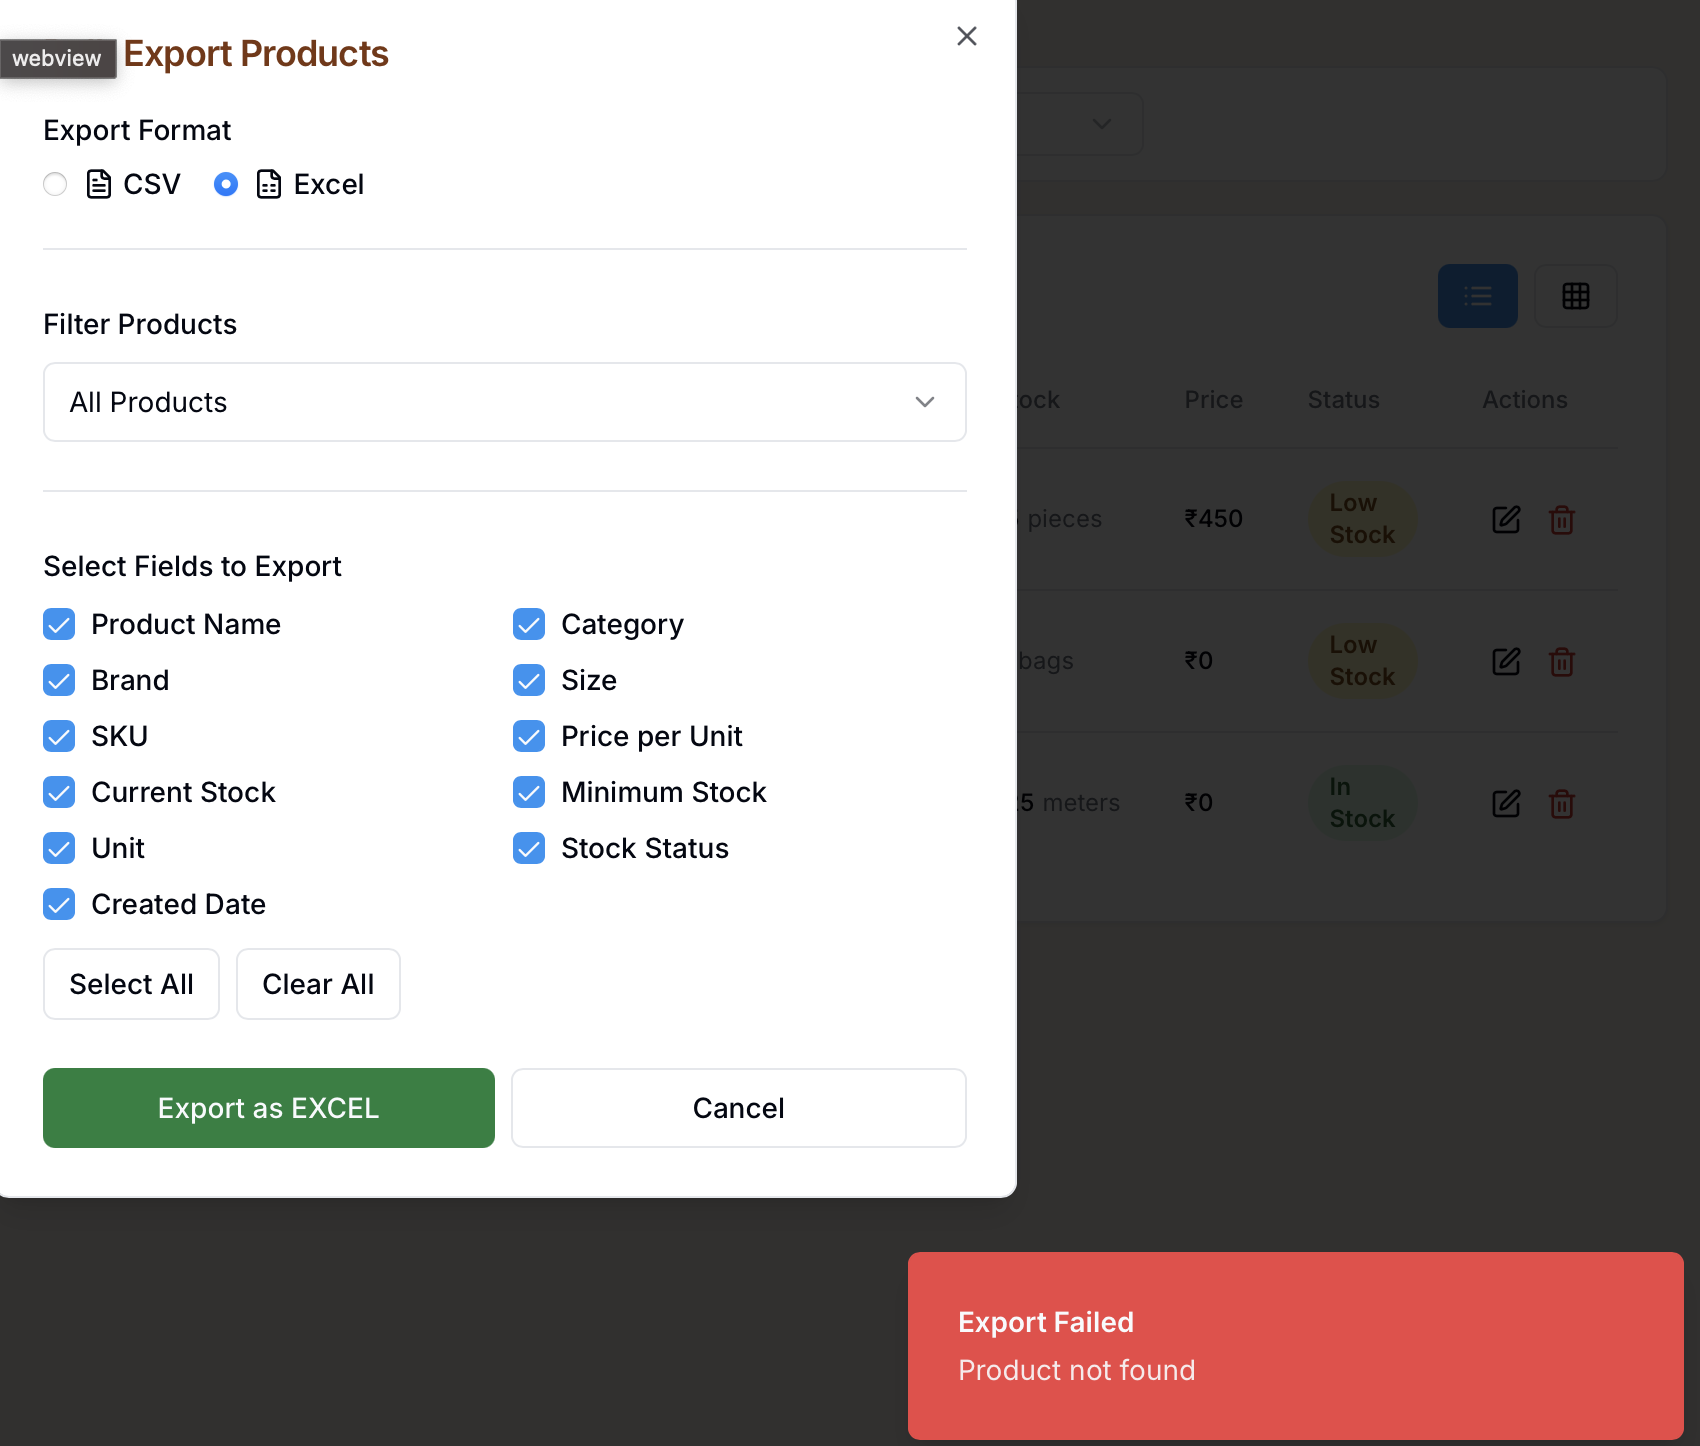 webview
Export Products
Export Format
CSV
Excel
Filter Products
All Products
Select Fields to Export
Product Name
Category
Brand
Size
SKU
Price per Unit
Current Stock
Minimum Stock
Unit
Stock Status
Created Date
Select All
Clear All
Export as EXCEL
Cancel
Price
Status
Actions
pieces
₹450
Low
Stock
bags
₹0
Low
Stock
meters
₹0
In
Stock
Export Failed
Product not found